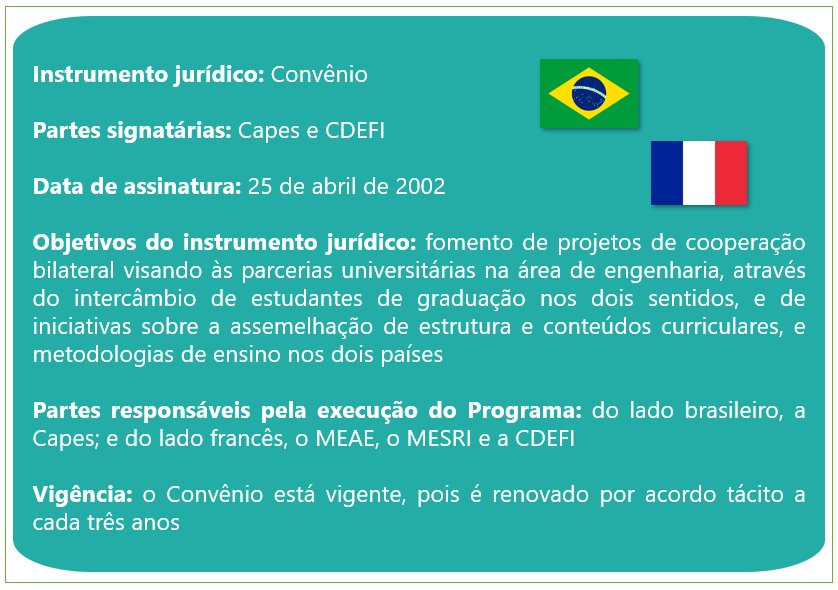 Instrumento jurídico: Convênio
Partes signatárias: Capes e CDEFI
Data de assinatura: 25 de abril de 2002
Objetivos do instrumento jurídico: fomento de projetos de cooperação
bilateral visando às parcerias universitárias na área de engenharia, através
do intercâmbio de estudantes de graduação nos dois sentidos, e de
iniciativas sobre a assemelhação de estrutura e conteúdos curriculares, e
metodologias de ensino nos dois países
Partes responsáveis pela execução do Programa: do lado brasileiro, a
Capes; e do lado francês, o MEAE, o MESRI e a CDEFI
Vigência: o Convênio está vigente, pois é renovado por acordo tácito a
cada três anos